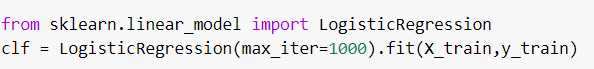 from sklearn.linear_model import LogisticRegression
clf = LogisticRegression(max_iter=1000).fit(X_train,y_train)